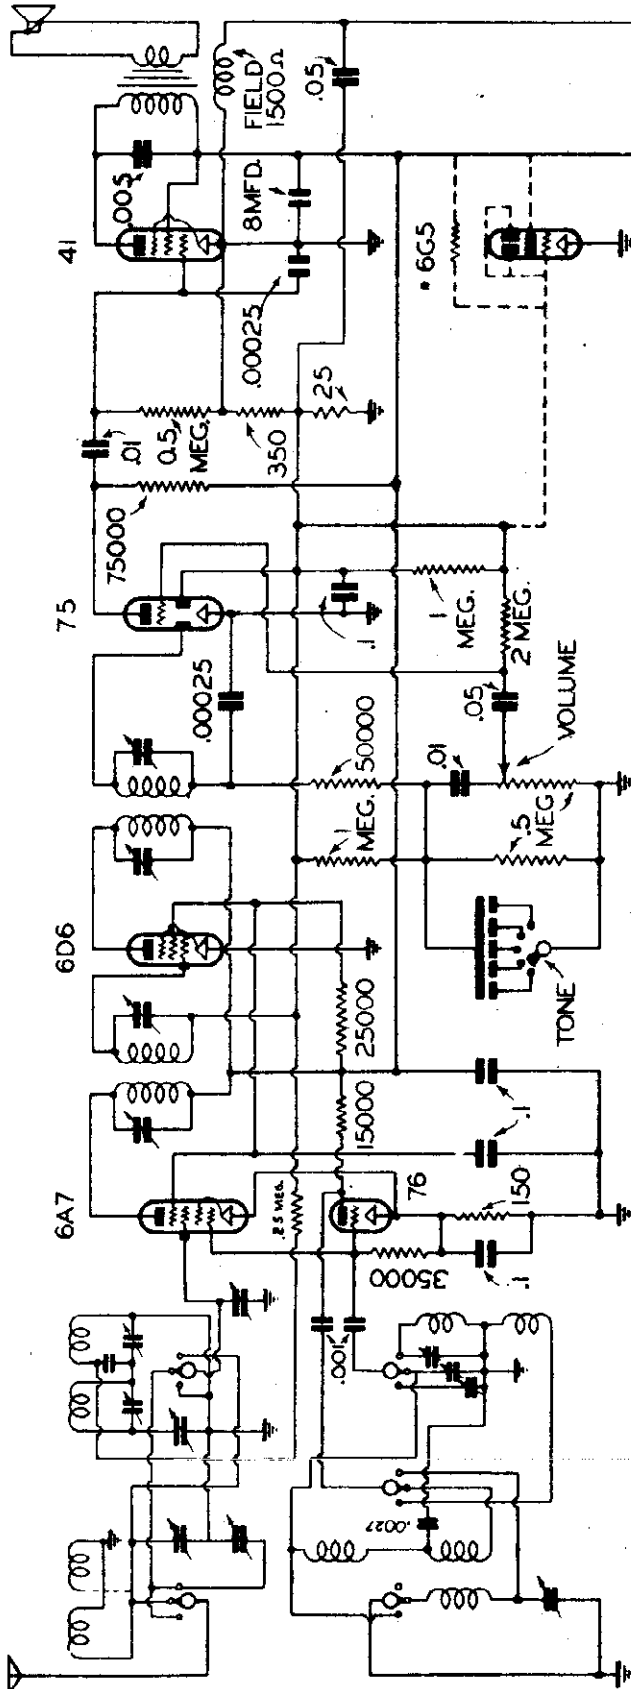 6A7
6D6
75
41
.005
FIELD
1500Ω
.01
75000
0.5
MEG.
8MFD.
.00025
.00025
350
25
.05
.25 MEG.
15000
25000
50000
1
MEG.
.1
1
MEG.
2 MEG.
* 6G5
.001
76
35000
.1
150
.1
.01
.05
.5
MEG
VOLUME
TONE
.0027